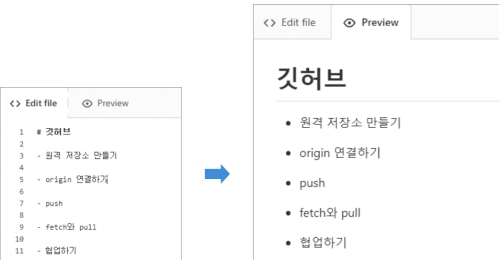 Edit file Preview
1 # 깃허브
2
3 - 원격 저장소 만들기
4
5 - origin 연결하기
6
7 - push
8
9 - fetch와 pull
10
11 - 협업하기
Edit file Preview
깃허브
• 원격 저장소 만들기
• origin 연결하기
• push
• fetch와 pull
• 협업하기